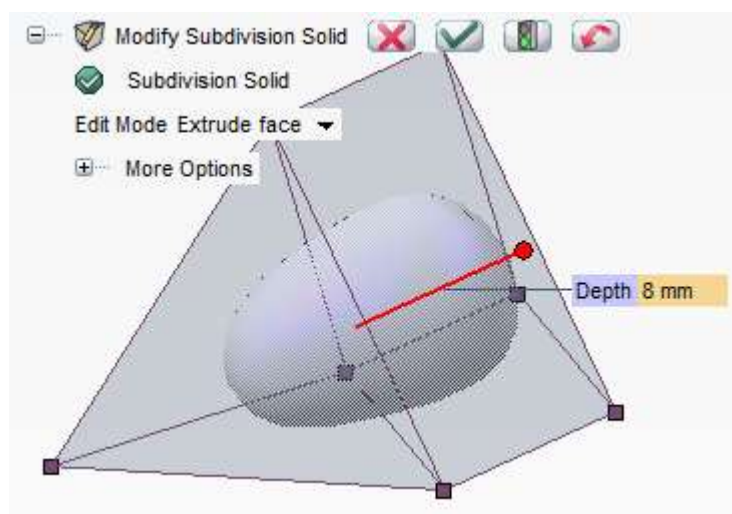 Modify Subdivision Solid
Subdivision Solid
Edit Mode Extrude face
More Options
Depth 8 mm